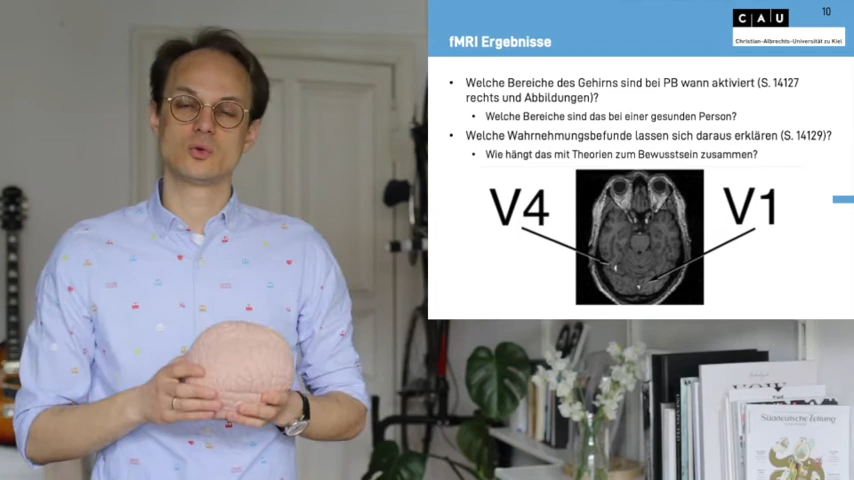 fMRI Ergebnisse
CAU
10
Christian-Albrechts-Universität zu Kiel
• Welche Bereiche des Gehirns sind bei PB wann aktiviert (S. 14127
rechts und Abbildungen)?
• Welche Bereiche sind das bei einer gesunden Person?
• Welche Wahrnehmungsbefunde lassen sich daraus erklären (S. 14129)?
• Wie hängt das mit Theorien zum Bewusstsein zusammen?
V4
V1
Süddeutsche Zeitung